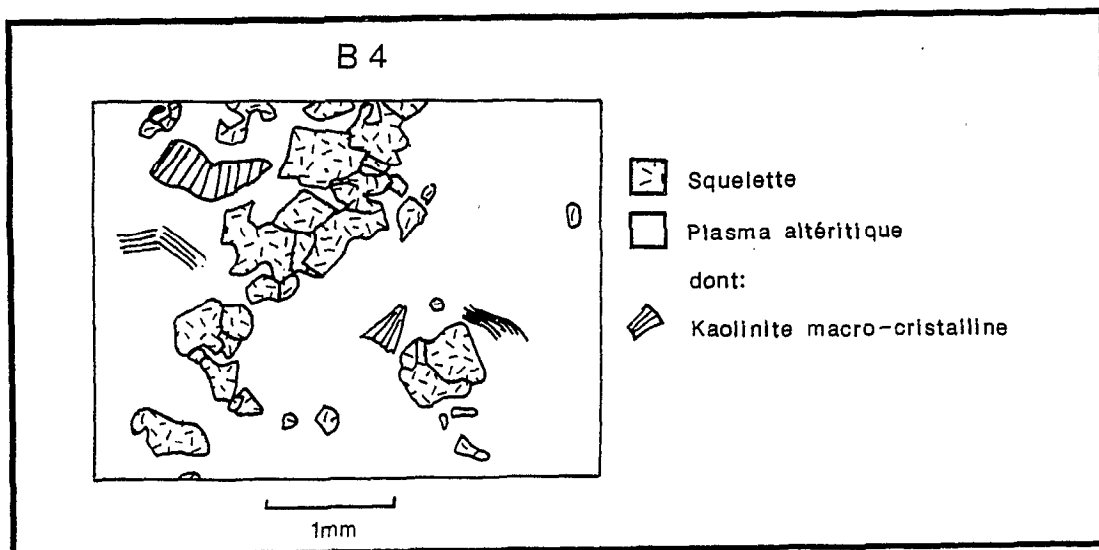 B 4
Squelette
Plasma altéritique
dont:
Kaolinite macro-cristalline
1mm